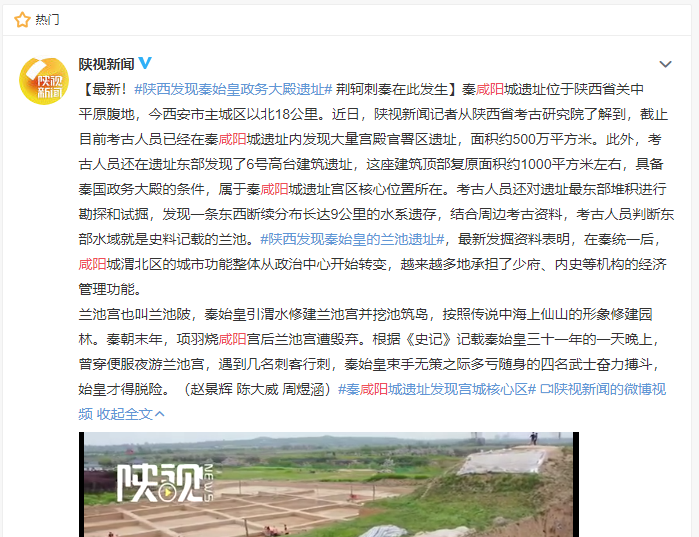 热门
陕视新闻
【最新！#陕西发现秦始皇政务大殿遗址# 荆轲刺秦在此发生】秦咸阳城遗址位于陕西省关中
平原腹地，今西安市主城区以北18公里。近日，陕视新闻记者从陕西省考古研究院了解到，截止
目前考古人员已经在秦咸阳城遗址内发现大量宫殿官署区遗址，面积约500万平方米。此外，考
古人员还在遗址东部发现了6号高台建筑遗址，这座建筑顶部复原面积约1000平方米左右，具备
秦国政务大殿的条件，属于秦咸阳城遗址宫区核心位置所在。考古人员还对遗址最东部堆积进行
勘探和试掘，发现一条东西断续分布长达9公里的水系遗存，结合周边考古资料，考古人员判断东
部水域就是史料记载的兰池。#陕西发现秦始皇的兰池遗址#，最新发掘资料表明，在秦统一后，
咸阳城渭北区的城市功能整体从政治中心开始转变，越来越多地承担了少府、内史等机构的经济
管理功能。
兰池宫也叫兰池陂，秦始皇引渭水修建兰池宫并挖池筑岛，按照传说中海上仙山的形象修建园
林。秦朝末年，项羽烧咸阳宫后兰池宫遭毁弃。根据《史记》记载秦始皇三十一年的一天晚上，
曾穿便服夜游兰池宫，遇到几名刺客行刺，秦始皇束手无策之际多亏随身的四名武士奋力搏斗，
始皇才得脱险。（赵景辉 陈大威 周煜涵）#秦咸阳城遗址发现宫城核心区# 陕视新闻的微博视
频 收起全文
陕视新闻
陕视 NEWS